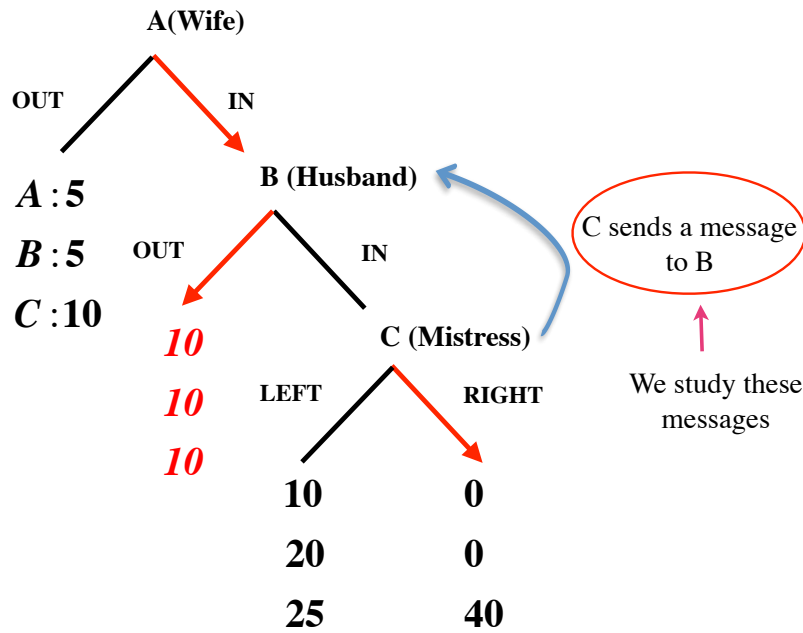 A(Wife)
OUT
IN
B (Husband)
A : 5
B : 5
C : 10
OUT
IN
C sends a message
to B
10
10
10
C (Mistress)
LEFT
RIGHT
We study these
messages
10 0
20 0
25 40